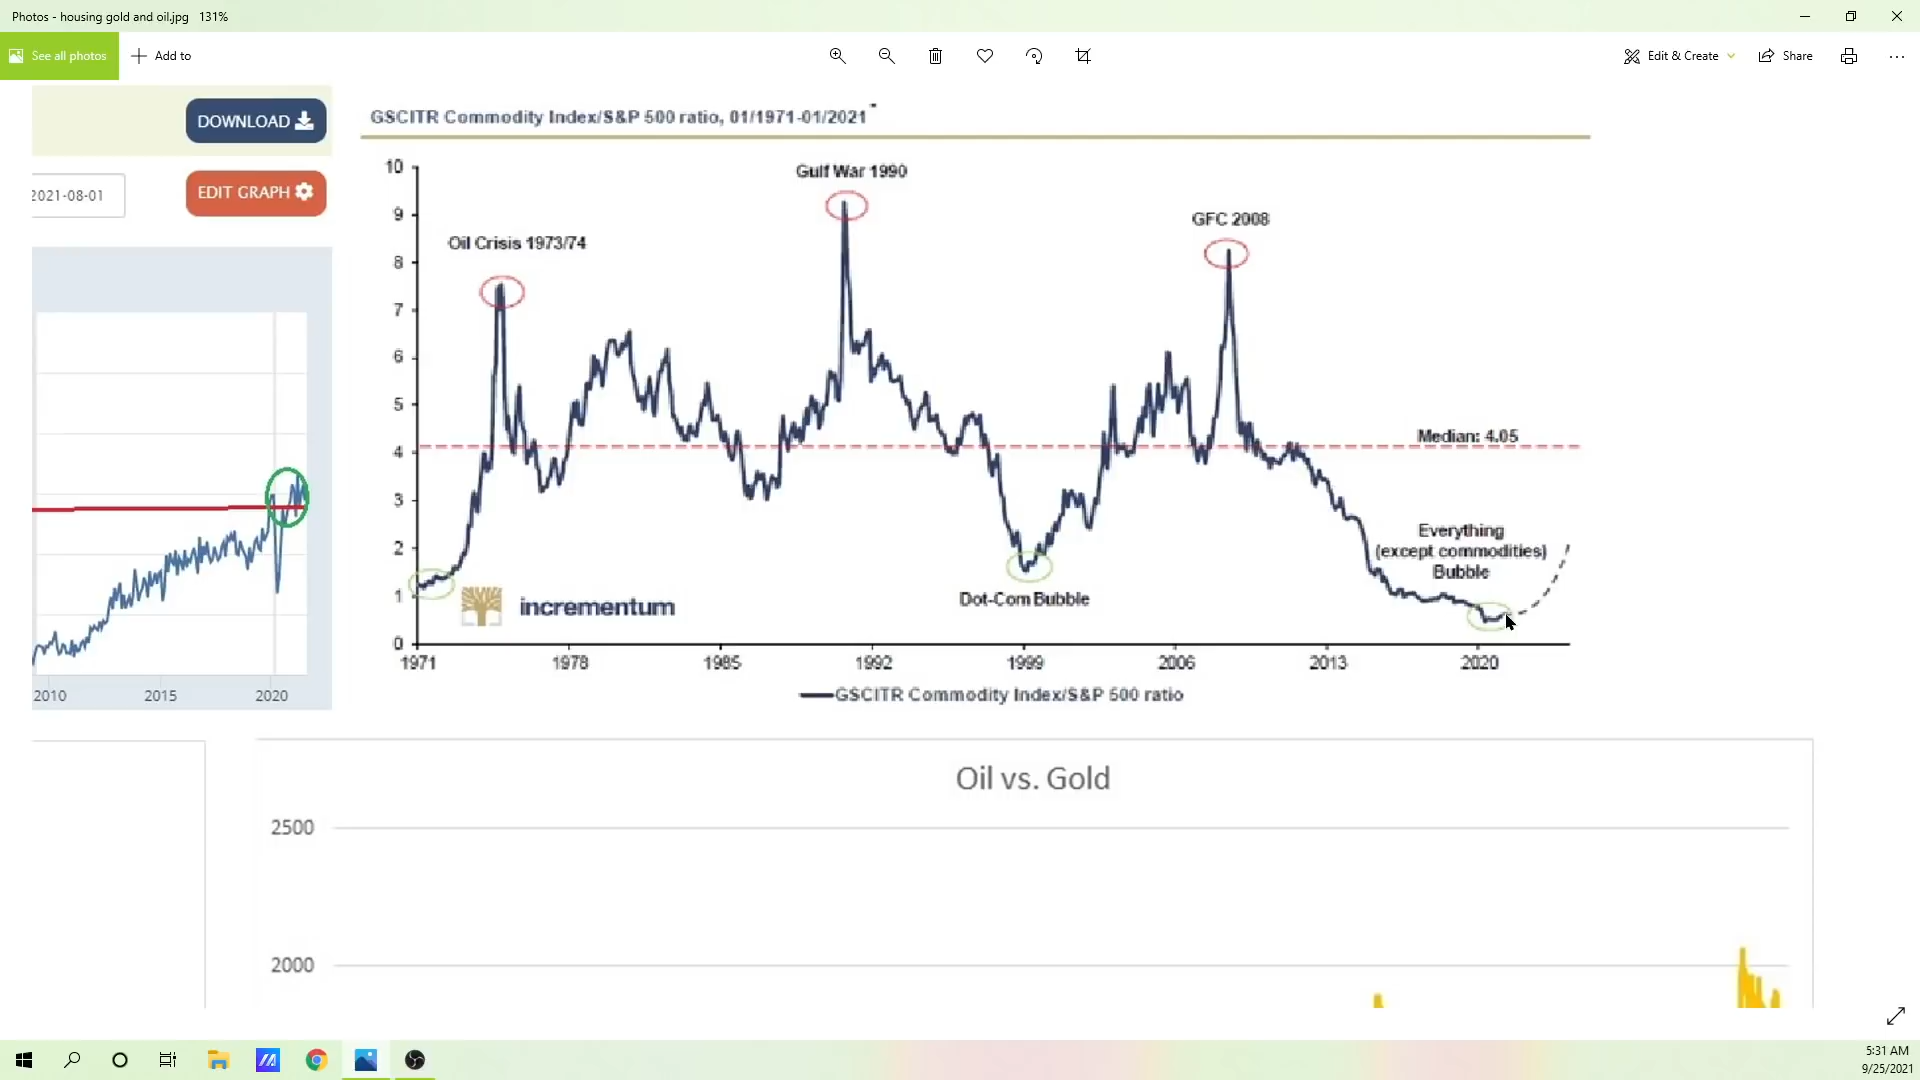 Photos - housing gold and oil.jpg 131%
See all photos
Add to
Edit & Create
Share
DOWNLOAD
2021-08-01
EDIT GRAPH
2010 2015 2020
GSCITR Commodity Index/S&P 500 ratio, 01/1971-01/2021
10
9
8
7
6
5
4
3
2
1
0
Gulf War 1990
GFC 2008
Oil Crisis 1973/74
Median: 4.05
Everything
(except commodities)
Bubble
Dot-Com Bubble
incrementum
1971 1978 1985 1992 1999 2006 2013 2020
GSCITR Commodity Index/S&P 500 ratio
Oil vs. Gold
2500
2000
5:31 AM
9/25/2021